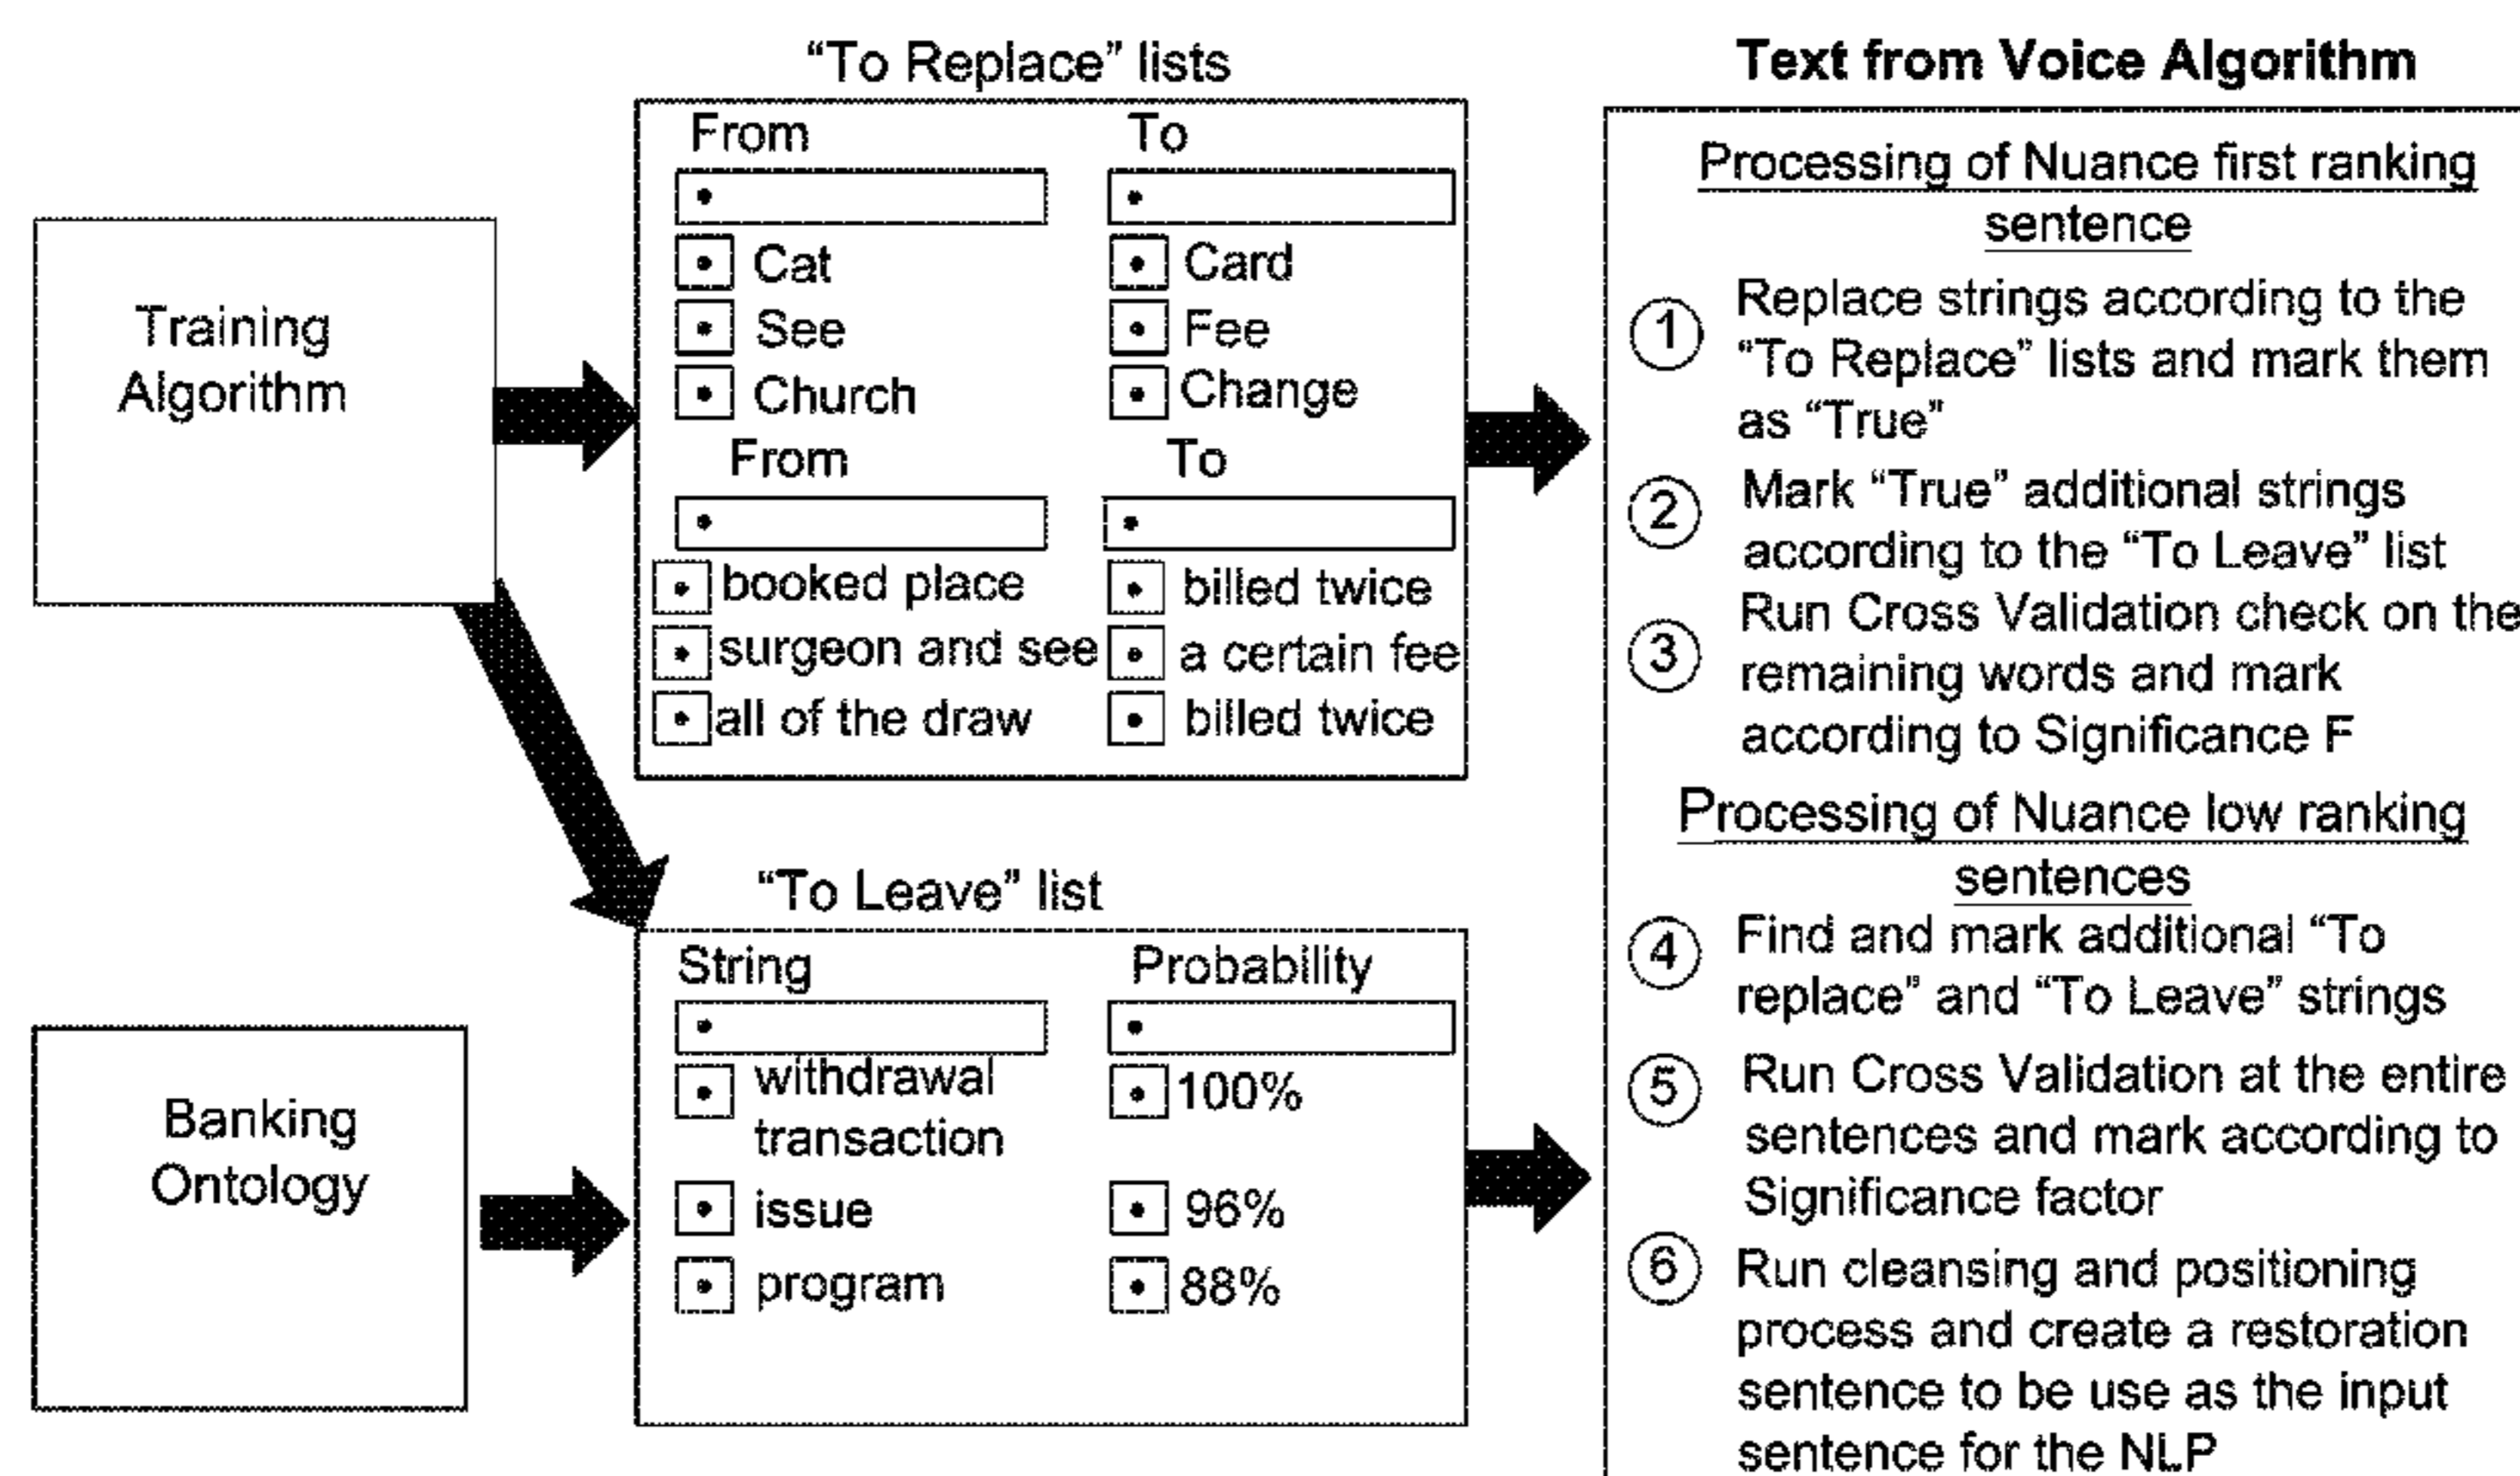 Training
Algorithm
Banking
Ontology
“To Replace” lists
From To
Cat Card
See Fee
Church Change
From To
booked place billed twice
surgeon and see a certain fee
all of the draw billed twice
“To Leave” list
String Probability
withdrawal
transaction 100%
issue 96%
program 88%
Text from Voice Algorithm
Processing of Nuance first ranking
sentence
1 Replace strings according to the
“To Replace” lists and mark them
as “True”
2 Mark “True” additional strings
according to the “To Leave” list
3 Run Cross Validation check on the
remaining words and mark
according to Significance F
Processing of Nuance low ranking
sentences
4 Find and mark additional “To
replace” and “To Leave” strings
5 Run Cross Validation at the entire
sentences and mark according to
Significance factor
6 Run cleansing and positioning
process and create a restoration
sentence to be use as the input
sentence for the NLP